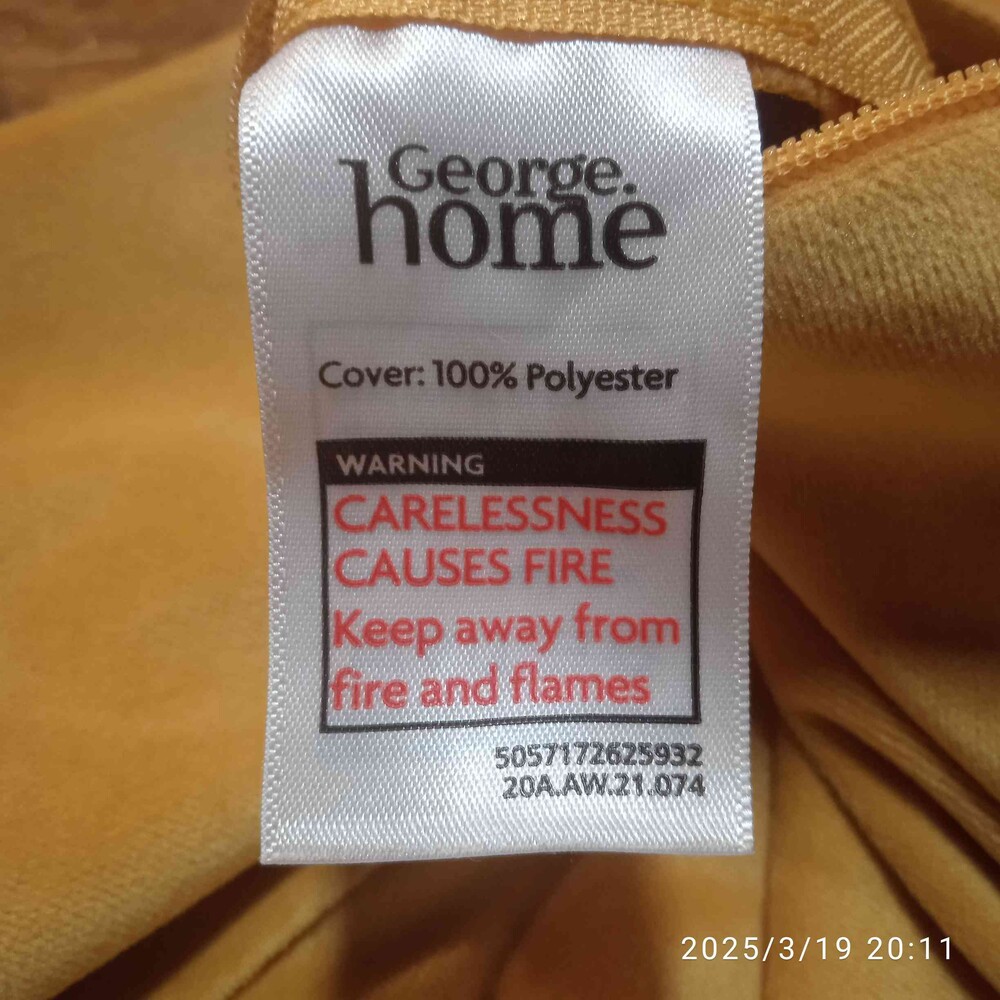 George.
home
Cover: 100% Polyester
WARNING
CARELESSNESS
CAUSES FIRE
Keep away from
fire and flames
5057172625932
20A.AW.21.074
2025/3/19 20:11